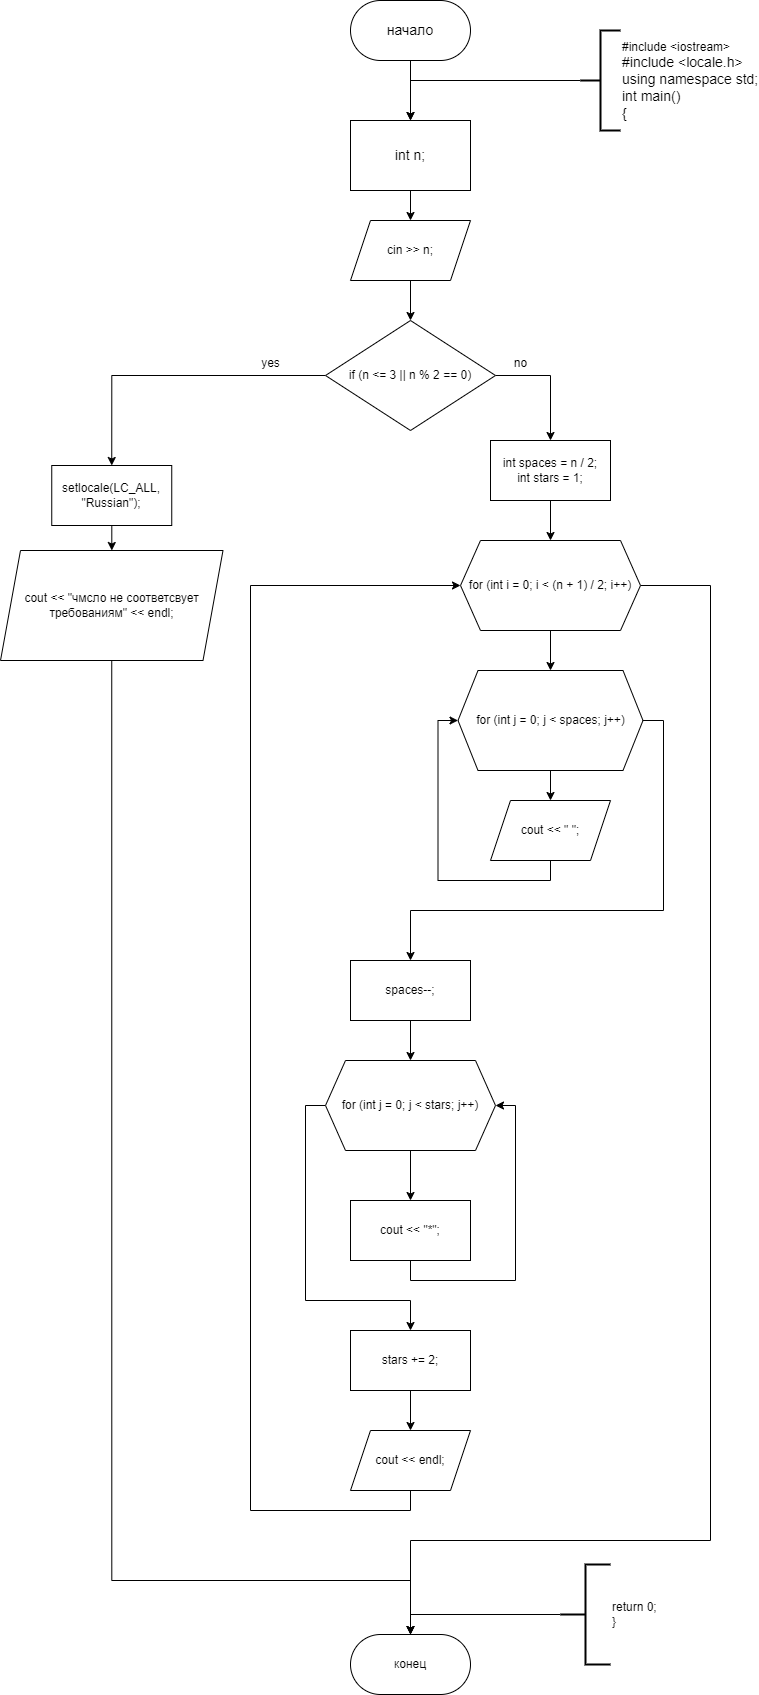 начало
#include <iostream>
#include <locale.h>
using namespace std;
int main()
{
int n;
cin >> n;
if (n <= 3 || n % 2 == 0)
yes
no
setlocale(LC_ALL,
"Russian");
cout << "чмсло не соответсвует
требованиям" << endl;
int spaces = n / 2;
int stars = 1;
for (int i = 0; i < (n + 1) / 2; i++)
for (int j = 0; j < spaces; j++)
cout << " ";
spaces--;
for (int j = 0; j < stars; j++)
cout << "*";
stars += 2;
cout << endl;
return 0;
}
конец